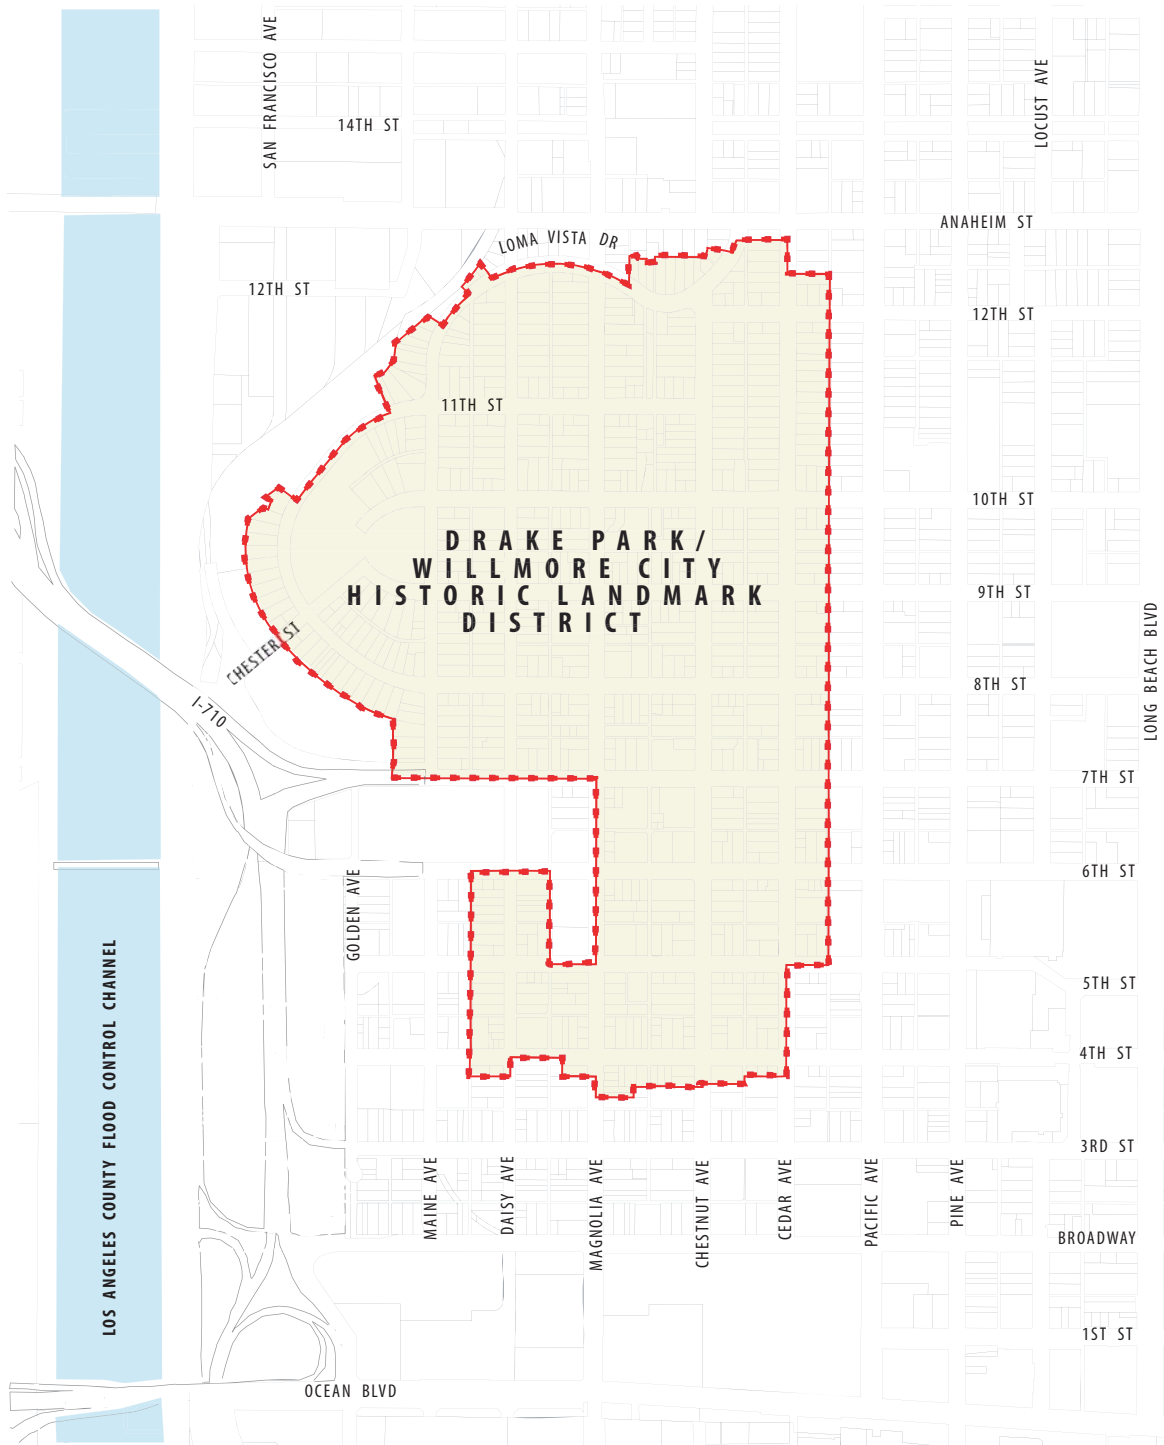 SAN FRANCISCO AVE
14TH ST
LOCUST AVE
ANAHEIM ST
LOMA VISTA DR
12TH ST
12TH ST
11TH ST
10TH ST
DRAKE PARK/
WILLMORE CITY
HISTORIC LANDMARK
DISTRICT
9TH ST
CHESTER ST
8TH ST
LONG BEACH BLVD
I-710
7TH ST
6TH ST
GOLDEN AVE
LOS ANGELES COUNTY FLOOD CONTROL CHANNEL
5TH ST
4TH ST
3RD ST
MAINE AVE
DAISY AVE
MAGNOLIA AVE
CHESTNUT AVE
CEDAR AVE
PACIFIC AVE
PINE AVE
BROADWAY
1ST ST
OCEAN BLVD